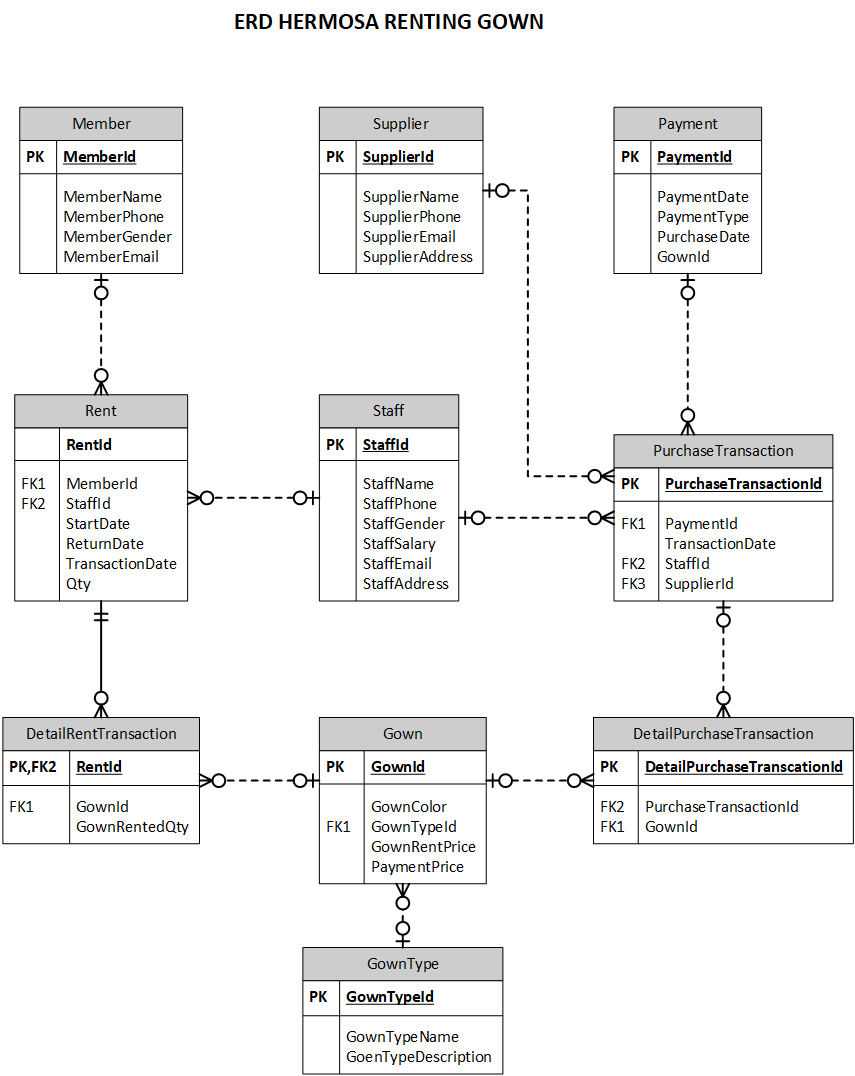 ERD HERMOSA RENTING GOWN
Member
PK MemberId
MemberName
MemberPhone
MemberGender
MemberEmail
Supplier
PK SupplierId
SupplierName
SupplierPhone
SupplierEmail
SupplierAddress
Payment
PK PaymentId
PaymentDate
PaymentType
PurchaseDate
GownId
Rent
RentId
FK1 MemberId
FK2 StaffId
StartDate
ReturnDate
TransactionDate
Qty
Staff
PK StaffId
StaffName
StaffPhone
StaffGender
StaffSalary
StaffEmail
StaffAddress
PurchaseTransaction
PK PurchaseTransactionId
FK1 PaymentId
TransactionDate
FK2 StaffId
FK3 SupplierId
DetailRentTransaction
PK,FK2 RentId
FK1 GownId
GownRentedQty
Gown
PK GownId
GownColor
FK1 GownTypeId
GownRentPrice
PaymentPrice
DetailPurchaseTransaction
PK DetailPurchaseTranscationId
FK2 PurchaseTransactionId
FK1 GownId
GownType
PK GownTypeId
GownTypeName
GoenTypeDescription